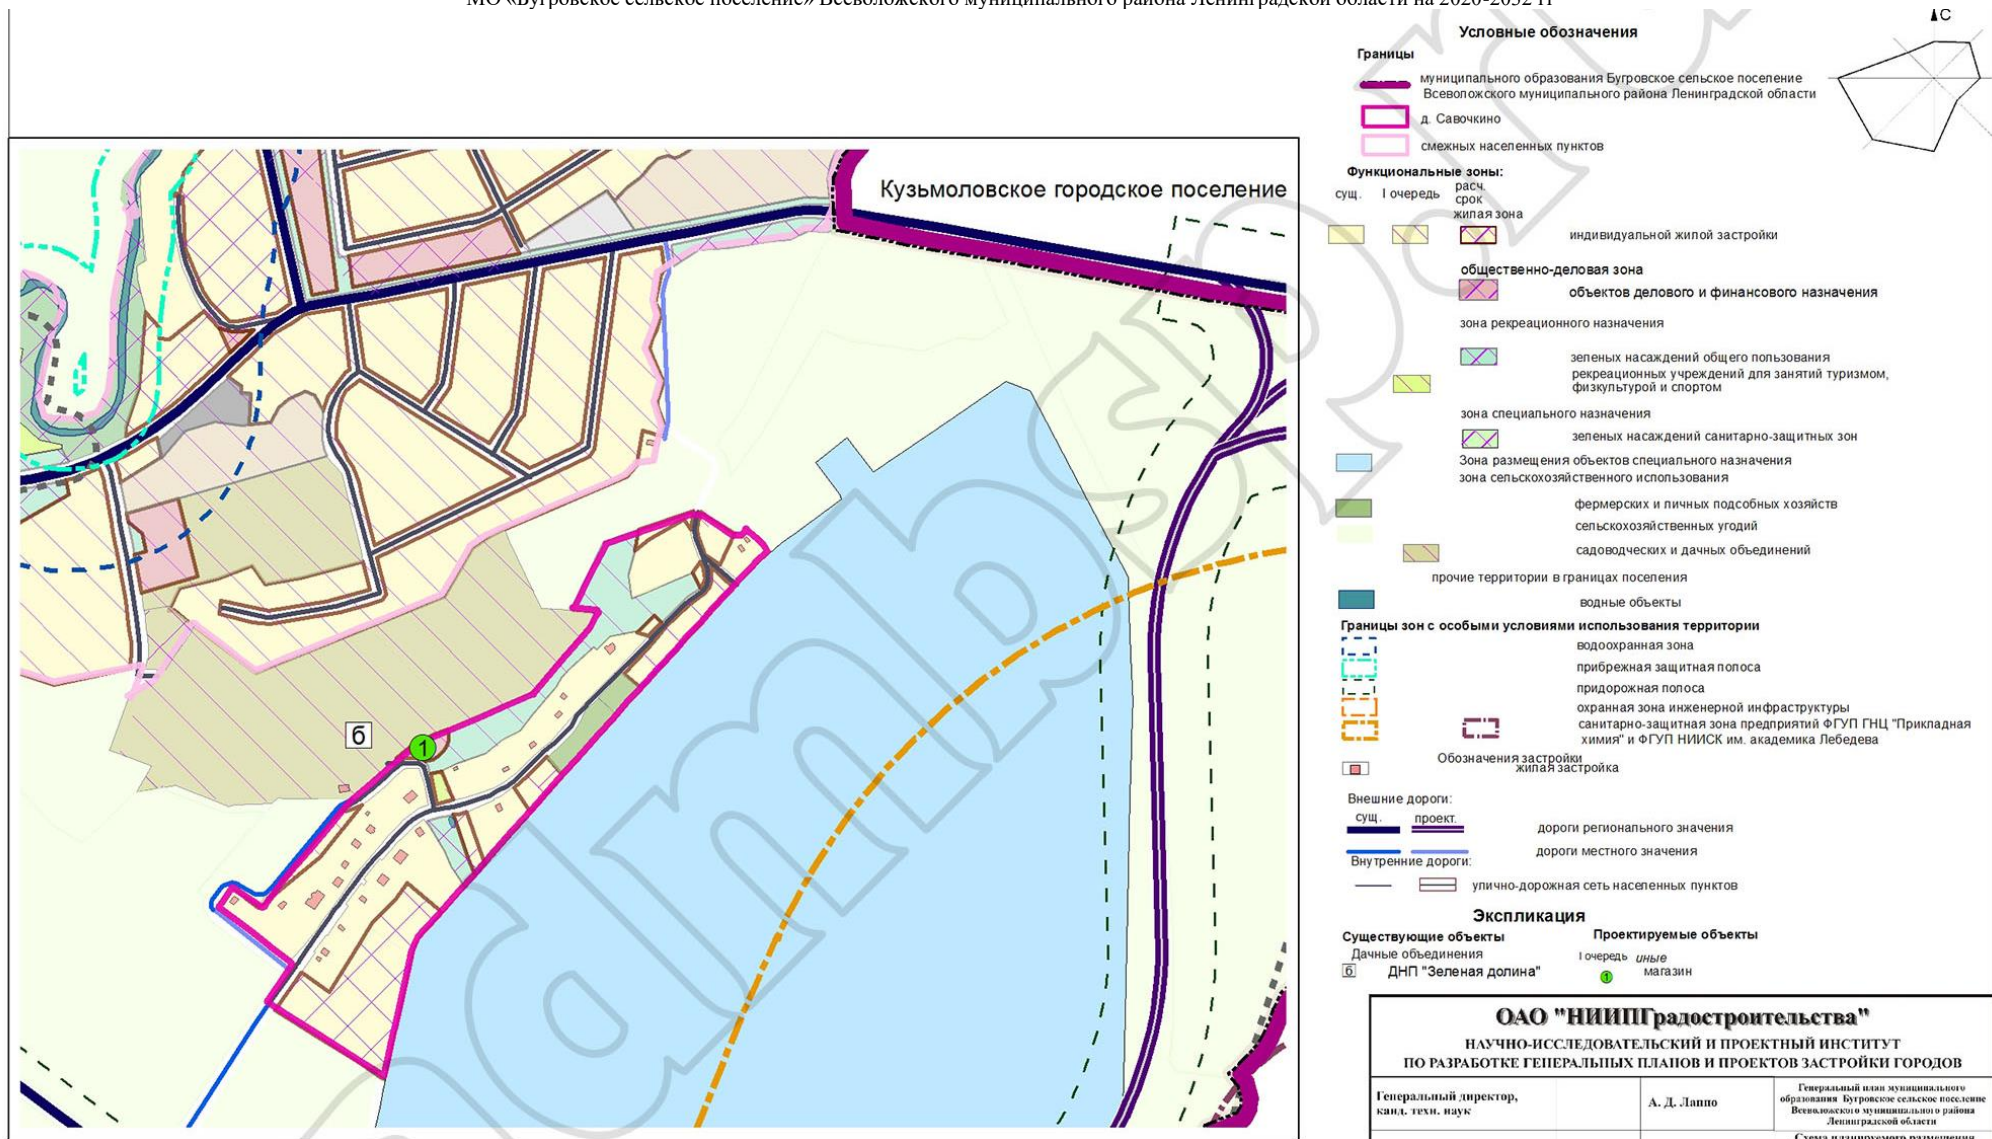 МО «Бугровское сельское поселение» Всеволожского муниципального района Ленинградской области на 2020-2032 гг
Кузьмоловское городское поселение
б
1
С
Условные обозначения
Границы
муниципального образования Бугровское сельское поселение
Всеволожского муниципального района Ленинградской области
д. Савочкино
смежных населенных пунктов
Функциональные зоны:
сущ. I очередь расч.
срок
жилая зона
индивидуальной жилой застройки
общественно-деловая зона
объектов делового и финансового назначения
зона рекреационного назначения
зеленых насаждений общего пользования
рекреационных учреждений для занятий туризмом,
физкультурой и спортом
зона специального назначения
зеленых насаждений санитарно-защитных зон
Зона размещения объектов специального назначения
зона сельскохозяйственного использования
фермерских и личных подсобных хозяйств
сельскохозяйственных угодий
садоводческих и дачных объединений
прочие территории в границах поселения
водные объекты
Границы зон с особыми условиями использования территории
водоохранная зона
прибрежная защитная полоса
придорожная полоса
охранная зона инженерной инфраструктуры
санитарно-защитная зона предприятий ФГУП ГНЦ "Прикладная
химия" и ФГУП НИИСК им. академика Лебедева
Обозначения застройки
жилая застройка
Внешние дороги:
сущ. проект.
дороги регионального значения
дороги местного значения
Внутренние дороги:
улично-дорожная сеть населенных пунктов
Экспликация
Существующие объекты Проектируемые объекты
Дачные объединения I очередь иные
б ДНП "Зеленая долина" 1 магазин
ОАО "НИИПГрадостроительства"
НАУЧНО-ИССЛЕДОВАТЕЛЬСКИЙ И ПРОЕКТНЫЙ ИНСТИТУТ
ПО РАЗРАБОТКЕ ГЕНЕРАЛЬНЫХ ПЛАНОВ И ПРОЕКТОВ ЗАСТРОЙКИ ГОРОДОВ
Генеральный директор,
канд. техн. наук
А. Д. Лаппо
Генеральный план муниципального
образования Бугровское сельское поселение
Всеволожского муниципального района
Ленинградской области
Схема планируемого размещения